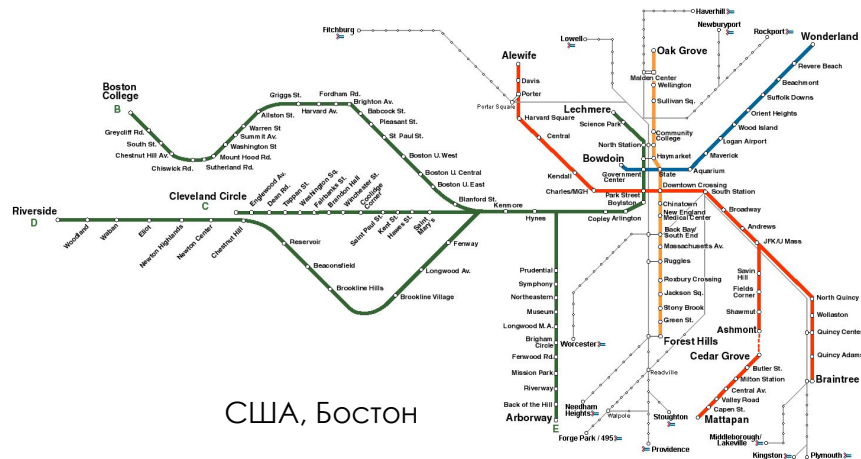 Haverhill
Fitchburg
Newburyport
Rockport
Lowell
Wonderland
Alewife
Oak Grove
Revere Beach
Malden Center
Davis
Beachmont
Wellington
Porter
Suffolk Downs
Boston
College
B
Griggs St.
Fordham Rd.
Brighton Av.
Porter Square
Sullivan Sq.
Lechmere
Orient Heights
Allston St.
Harvard Av.
Babcock St.
Harvard Square
Science Park
Wood Island
Greycliff Rd.
Warren St
Pleasant St.
Central
Community
College
Logan Airport
South St.
Summit Av.
St Paul St.
North Station
Chestnut Hill Av.
Washington St
Boston U. West
Bowdoin
Haymarket
Maverick
Chiswick Rd.
Mount Hood Rd.
Sutherland Rd.
Boston U. Central
Kendall
Government
Center
State
Aquarium
Boston U. East
Charles/MGH
Downtown Crossing
Park Street
South Station
Cleveland Circle
C
Englewood Av.
Dean Rd.
Tappan St.
Fairbanks St.
Brandon Hall
Winchester St.
Coolidge
Corner
Blanford St.
Boylston
Riverside
D
Kenmore
Hynes
Copley
Arlington
Chinatown
New England
Medical Center
Broadway
Woodland
Waban
Eliot
Newton Highlands
Newton Center
Chestnut Hill
Saint Paul St.
Kent St.
Hawes St.
Saint
Mary's
Back Bay/
South End
Andrews
Reservoir
Fenway
Massachusetts Av.
JFK/U Mass
Beaconsfield
Longwood Av.
Ruggles
Prudential
Savin
Hill
Brookline Hills
Symphony
Roxbury Crossing
Fields
Corner
Brookline Village
Northeastern
Jackson Sq.
North Quincy
Museum
Stony Brook
Shawmut
Wollaston
Longwood M.A.
Green St.
Ashmont
Quincy Center
Brigham
Circle
Worcester
Forest Hills
Fenwood Rd.
Cedar Grove
Quincy Adams
Mission Park
Readville
Butler St.
Milton Station
Braintree
Riverway
Central Av.
Back of the Hill
Needham
Heights
Valley Road
Capen St.
США, Бостон
Arborway
E
Walpole
Stoughton
Mattapan
Forge Park / 495
Middleborough/
Lakeville
Providence
Kingston
Plymouth